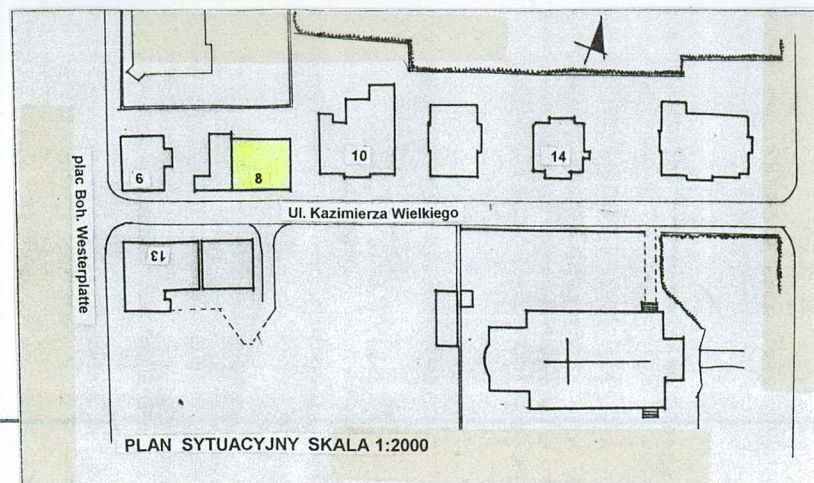 10
14
6
8
Ul. Kazimierza Wielkiego
plac Boh. Westerplatte
13
PLAN SYTUACYJNY SKALA 1:2000